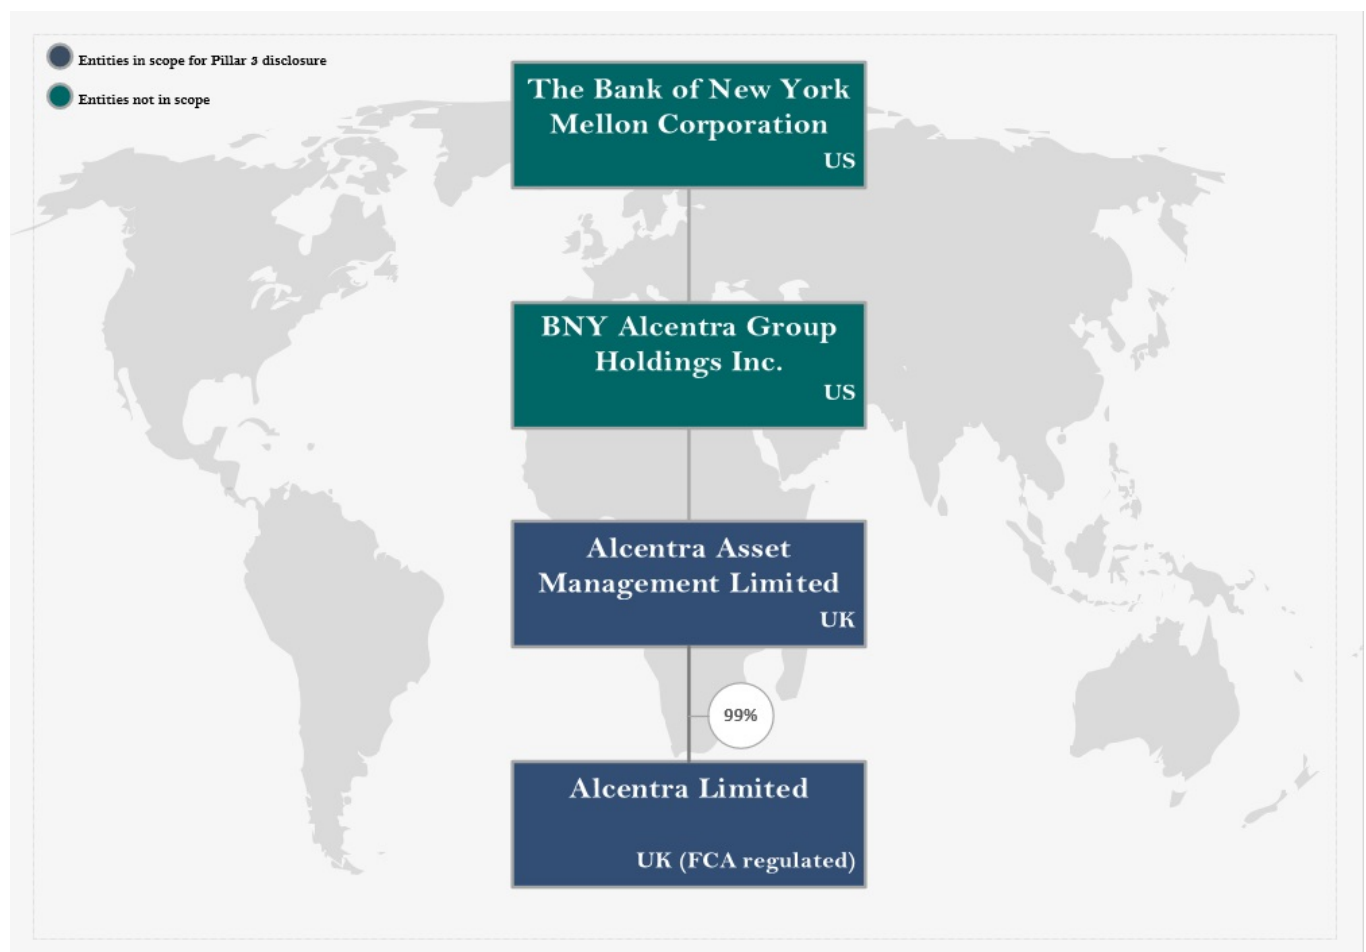 Entities in scope for Pillar 3 disclosure
Entities not in scope
The Bank of New York
Mellon Corporation
US
BNY Alcentra Group
Holdings Inc.
US
Alcentra Asset
Management Limited
UK
99%
Alcentra Limited
UK (FCA regulated)